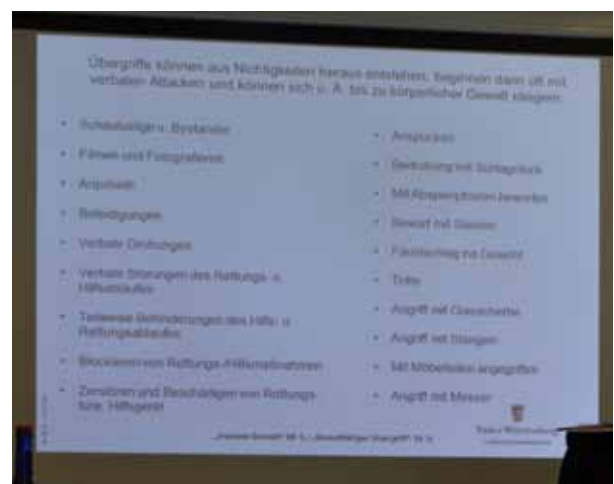 Übergriffe können aus Nichtigkeiten heraus entstehen, beginnen dann oft mit
verbalen Attacken und können sich u. A. bis zu körperlicher Gewalt steigern:
• Schaulustige u. Bystander
• Filmen und Fotografieren
• Anpöbeln
• Beleidigungen
• Verbale Drohungen
• Verbale Störungen des Rettungs- u.
Hilfsablaufes
• Teilweise Behinderungen des Hilfs- u.
Rettungsablaufes
• Blockieren von Rettungs-/Hilfsmaßnahmen
• Zerstören und Beschädigen von Rettungs-
bzw. Hilfsgerät
• Anspucken
• Bedrohung mit Schlagstock
• Mit Absperrpfosten beworfen
• Bewurf mit Steinen
• Faustschlag ins Gesicht
• Tritte
• Angriff mit Glasscherbe
• Angriff mit Stangen
• Mit Möbelteilen angegriffen
• Angriff mit Messer
Baden-Württemberg